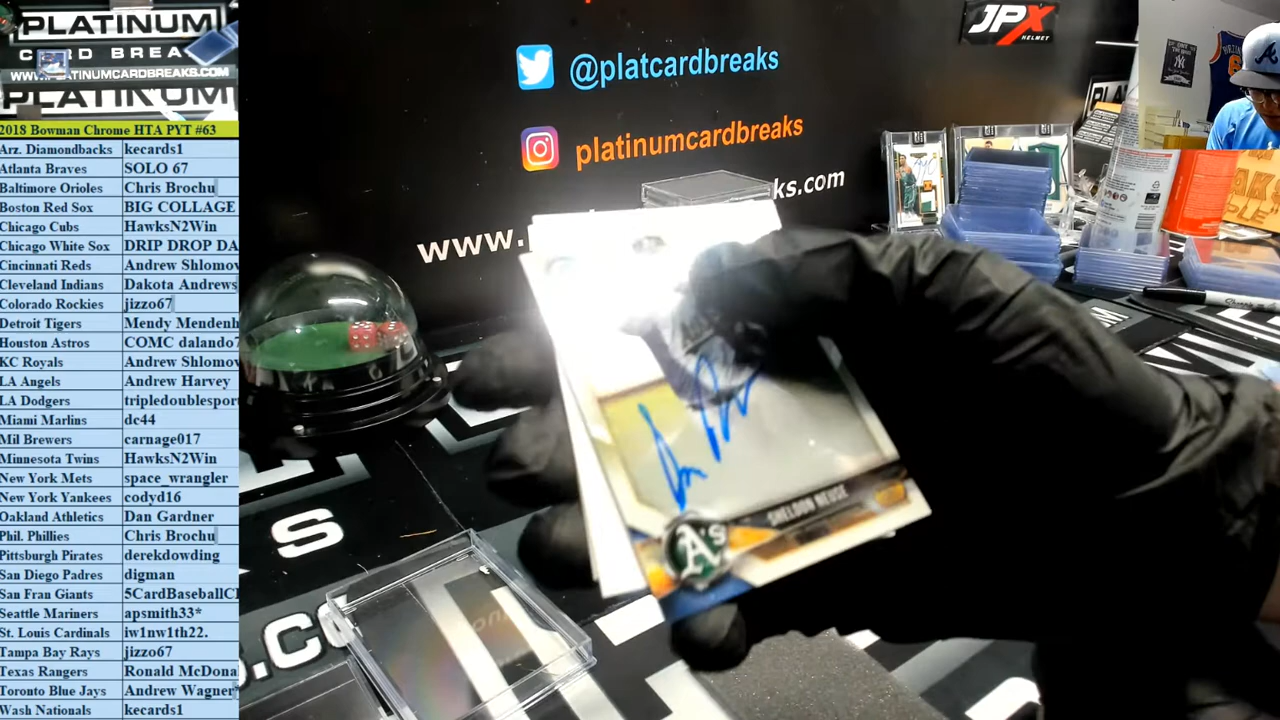 PLATINUM
CARD BREA
WWW.PLATINUMCARDBREAKS.COM
PLATINUM
2018 Bowman Chrome HTA PYT #63
Arz. Diamondbacks kecards1
Atlanta Braves SOLO 67
Baltimore Orioles Chris Brochu
Boston Red Sox BIG COLLAGE
Chicago Cubs HawksN2Win
Chicago White Sox DRIP DROP DA
Cincinnati Reds Andrew Shlomov
Cleveland Indians Dakota Andrews
Colorado Rockies jizzo67
Detroit Tigers Mendy Mendenh
Houston Astros COMC dalando7
KC Royals Andrew Shlomov
LA Angels Andrew Harvey
LA Dodgers tripledoublespor
Miami Marlins dc44
Mil Brewers carnage017
Minnesota Twins HawksN2Win
New York Mets space_wrangler
New York Yankees codyd16
Oakland Athletics Dan Gardner
Phil. Phillies Chris Brochu
Pittsburgh Pirates derekdowding
San Diego Padres digman
San Fran Giants 5CardBaseballCl
Seattle Mariners apsmith33*
St. Louis Cardinals iw1nw1th22.
Tampa Bay Rays jizzo67
Texas Rangers Ronald McDona
Toronto Blue Jays Andrew Wagner
Wash Nationals kecards1
@platcardbreaks
platinumcardbreaks
www.
ks.com
JPX
HELMET
SHELDON NEUSE
A's
S
S.CO